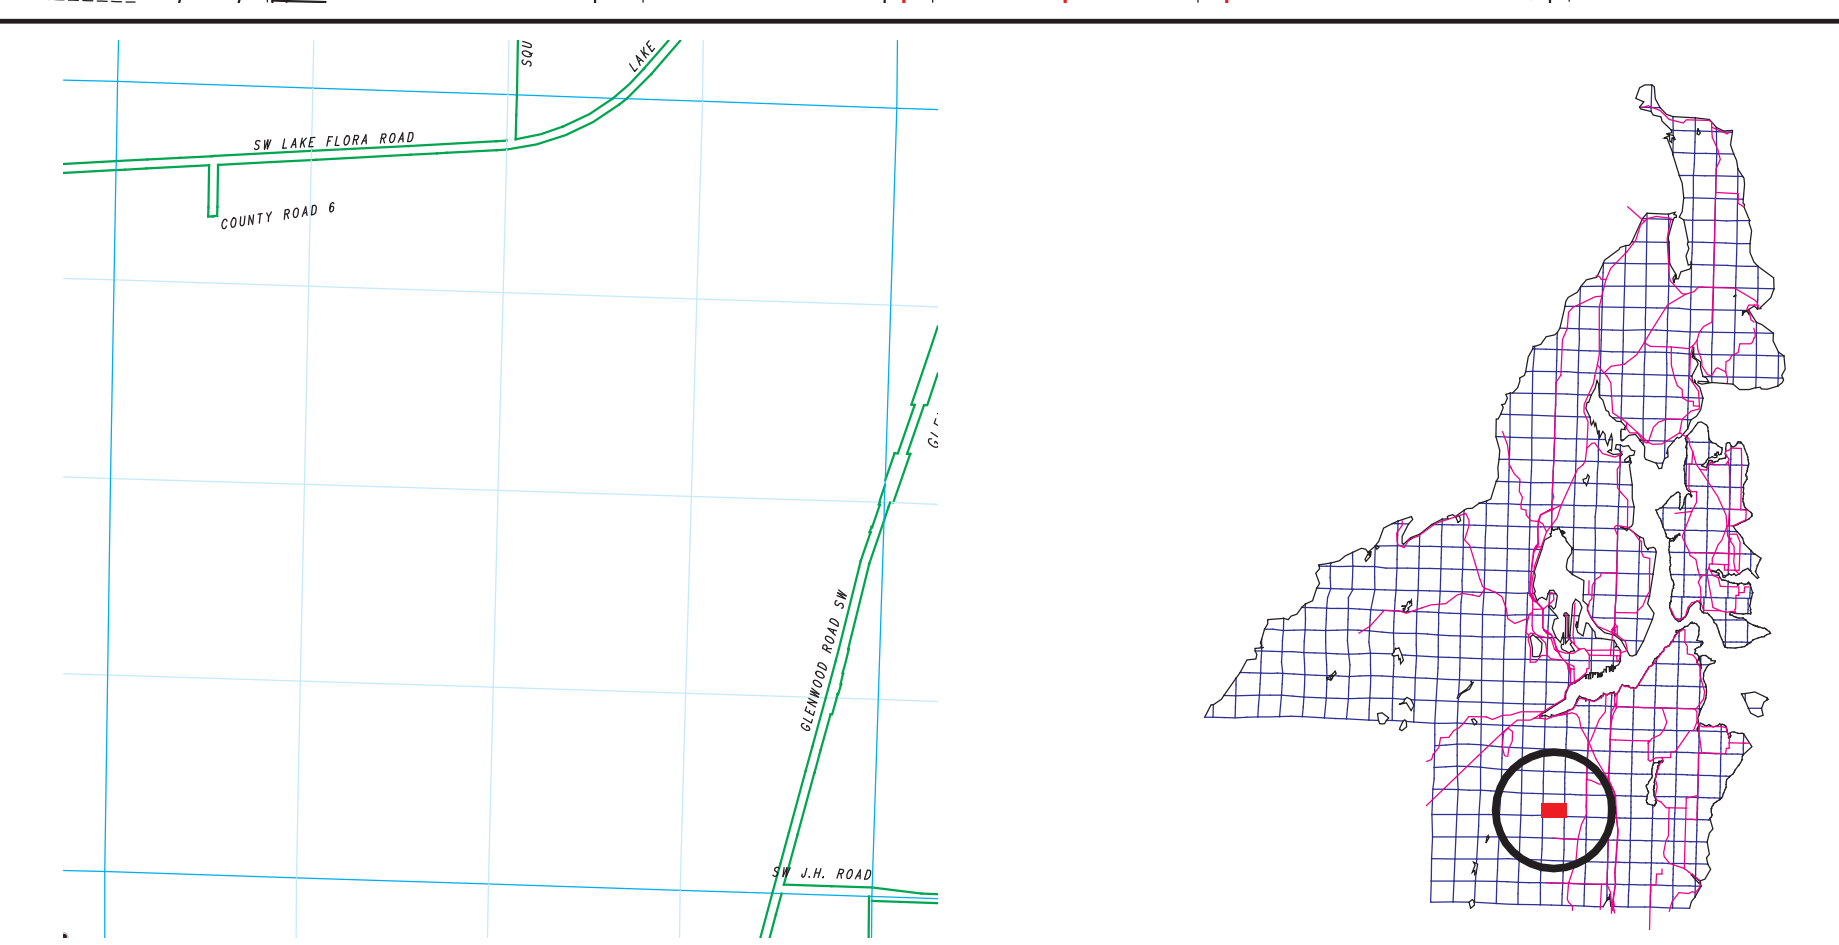 SQU
LAKE
SW LAKE FLORA ROAD
COUNTY ROAD 6
GLENWOOD ROAD SW
SW J.H. ROAD